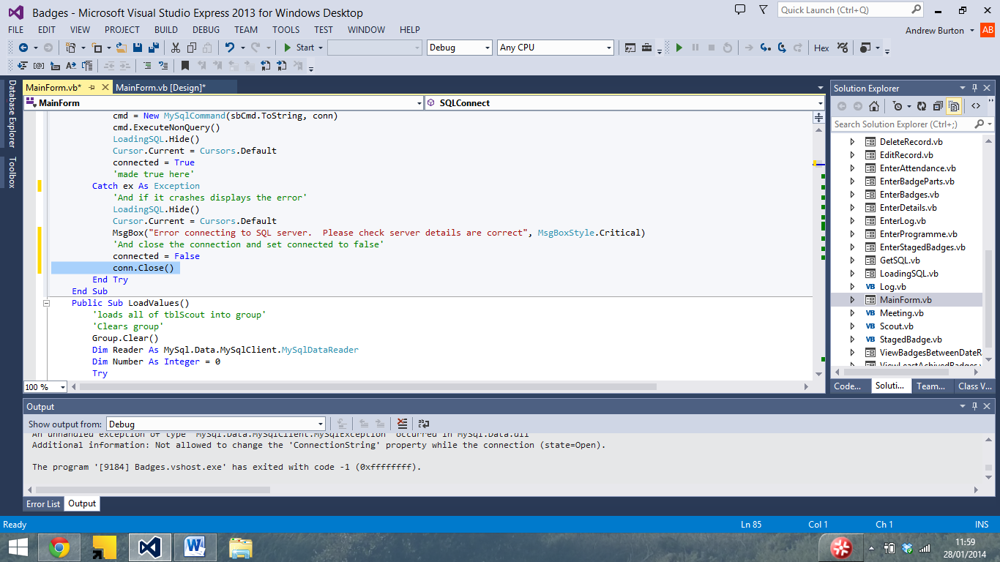 Badges - Microsoft Visual Studio Express 2013 for Windows Desktop
Quick Launch (Ctrl+Q)
FILE EDIT VIEW PROJECT BUILD DEBUG TEAM TOOLS TEST WINDOW HELP
Andrew Burton AB
Start Debug Any CPU Hex
Database Explorer
Toolbox
MainForm.vb* MainForm.vb [Design]*
MainForm SQLConnect
cmd = New MySqlCommand(sbCmd.ToString, conn)
cmd.ExecuteNonQuery()
LoadingSQL.Hide()
Cursor.Current = Cursors.Default
connected = True
'made true here'
Catch ex As Exception
'And if it crashes displays the error'
LoadingSQL.Hide()
Cursor.Current = Cursors.Default
MsgBox("Error connecting to SQL server.  Please check server details are correct", MsgBoxStyle.Critical)
'And close the connection and set connected to false'
connected = False
conn.Close()
End Try
End Sub
Public Sub LoadValues()
'loads all of tblScout into group'
'Clears group'
Group.Clear()
Dim Reader As MySql.Data.MySqlClient.MySqlDataReader
Dim Number As Integer = 0
Try
100 %
Solution Explorer
Search Solution Explorer (Ctrl+;)
DeleteRecord.vb
EditRecord.vb
EnterAttendance.vb
EnterBadgeParts.vb
EnterBadges.vb
EnterDetails.vb
EnterLog.vb
EnterProgramme.vb
EnterStagedBadges.vb
GetSQL.vb
LoadingSQL.vb
VB Log.vb
MainForm.vb
VB Meeting.vb
VB Scout.vb
VB StagedBadge.vb
ViewBadgesBetweenDateR
ViewLeastAchivedBadges.v
Code... Soluti... Team... Class V...
Output
Show output from: Debug
An unhandled exception of type 'MySql.Data.MySqlClient.MySqlException' occurred in MySql.Data.dll
Additional information: Not allowed to change the 'ConnectionString' property while the connection (state=Open).
The program '[9184] Badges.vshost.exe' has exited with code -1 (0xffffffff).
Error List Output
Ready Ln 85 Col 1 Ch 1 INS
11:59
28/01/2014